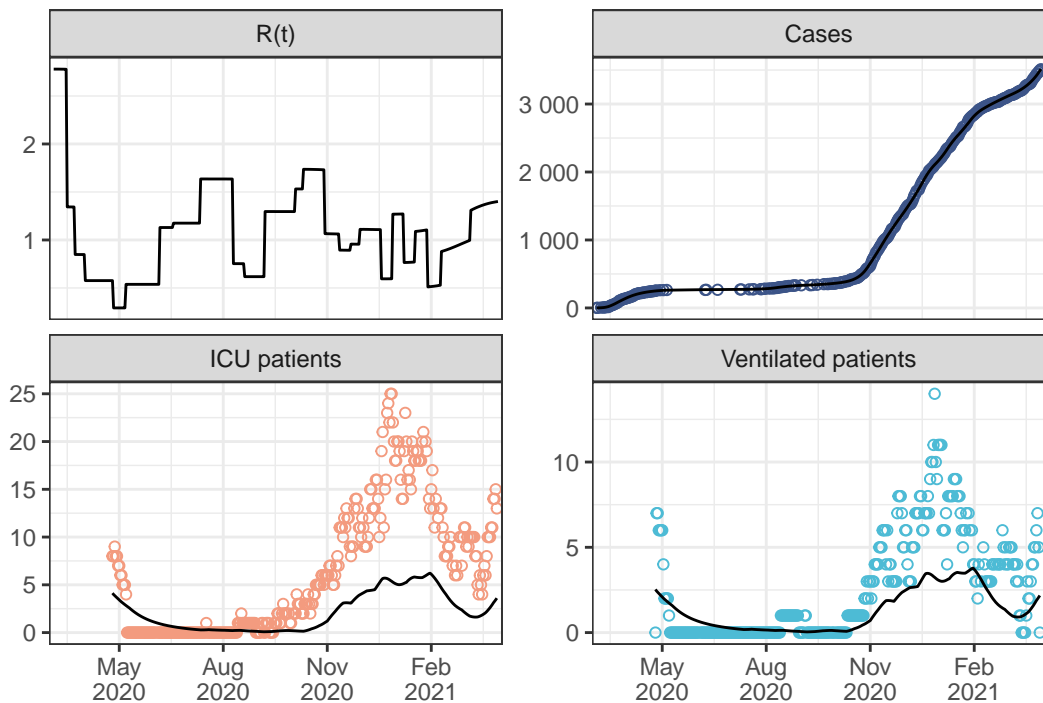 R(t)
Cases
2
1
3 000
2 000
1 000
0
ICU patients
Ventilated patients
25
20
15
10
5
0
10
5
0
May Aug Nov Feb
2020 2020 2020 2021
May Aug Nov Feb
2020 2020 2020 2021